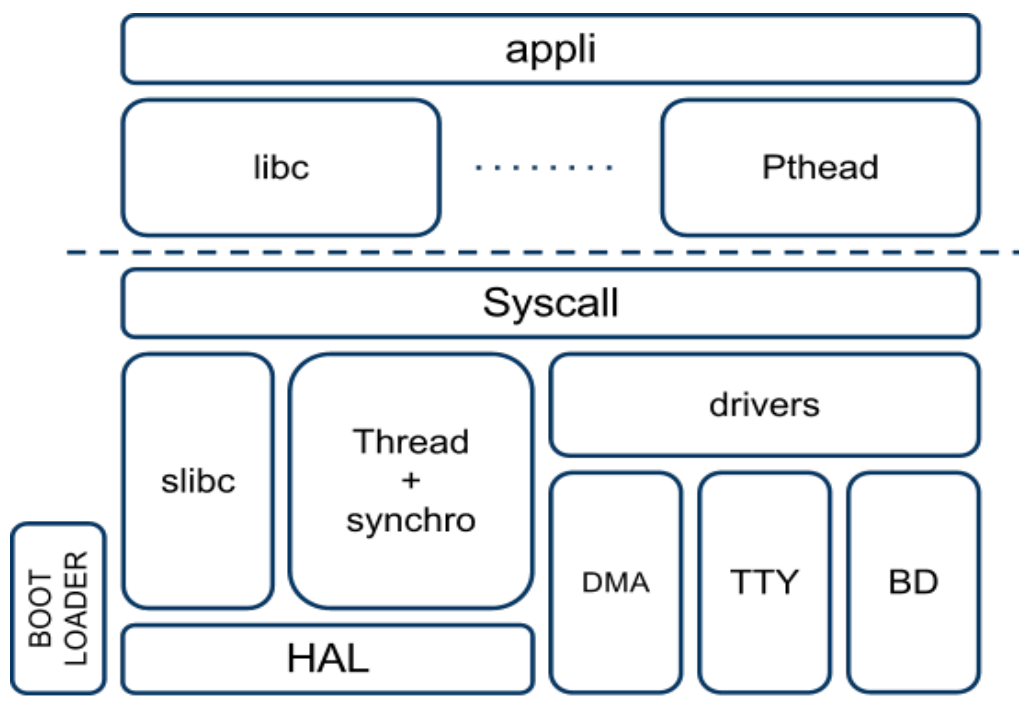 appli
libc
Pthead
Syscall
slibc
Thread
+
synchro
drivers
DMA
TTY
BD
BOOT
LOADER
HAL